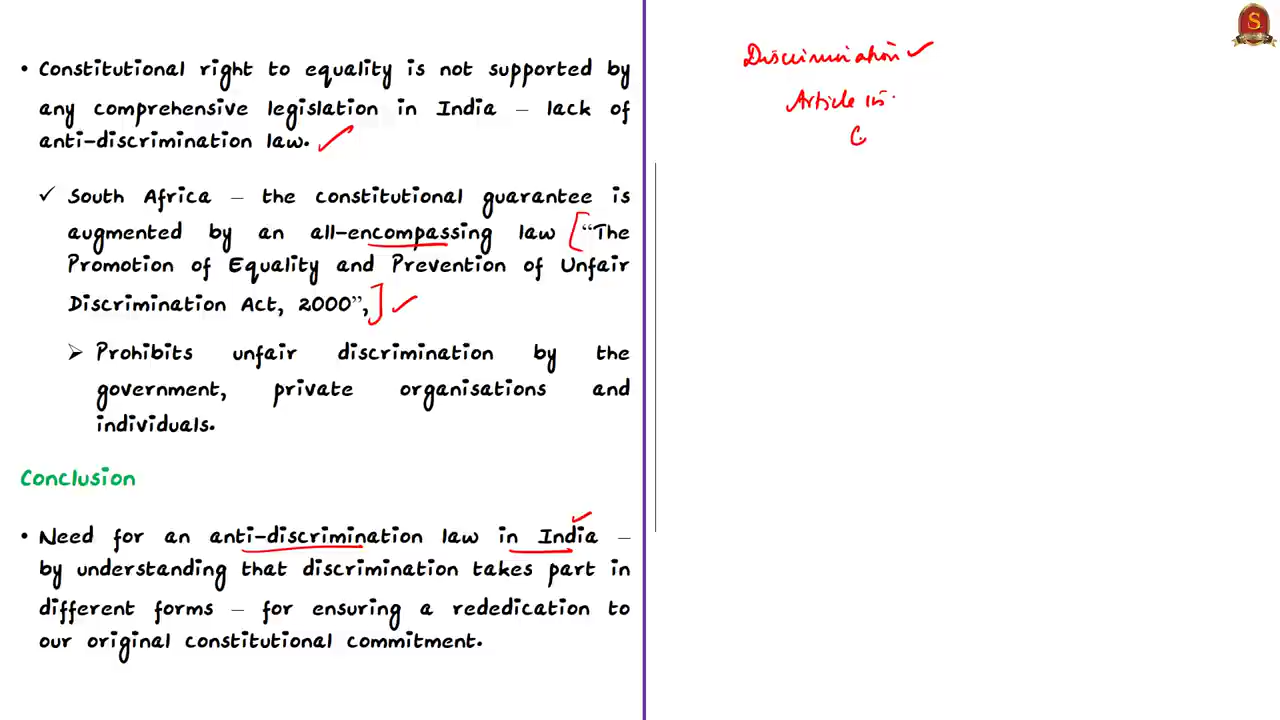 • Constitutional right to equality is not supported by
any comprehensive legislation in India – lack of
anti-discrimination law.
✓ South Africa – the constitutional guarantee is
augmented by an all-encompassing law “The
Promotion of Equality and Prevention of Unfair
Discrimination Act, 2000”,
➢ Prohibits unfair discrimination by the
government, private organisations and
individuals.
Conclusion
• Need for an anti-discrimination law in India –
by understanding that discrimination takes part in
different forms – for ensuring a rededication to
our original constitutional commitment.
S
Discrimination
Article 15